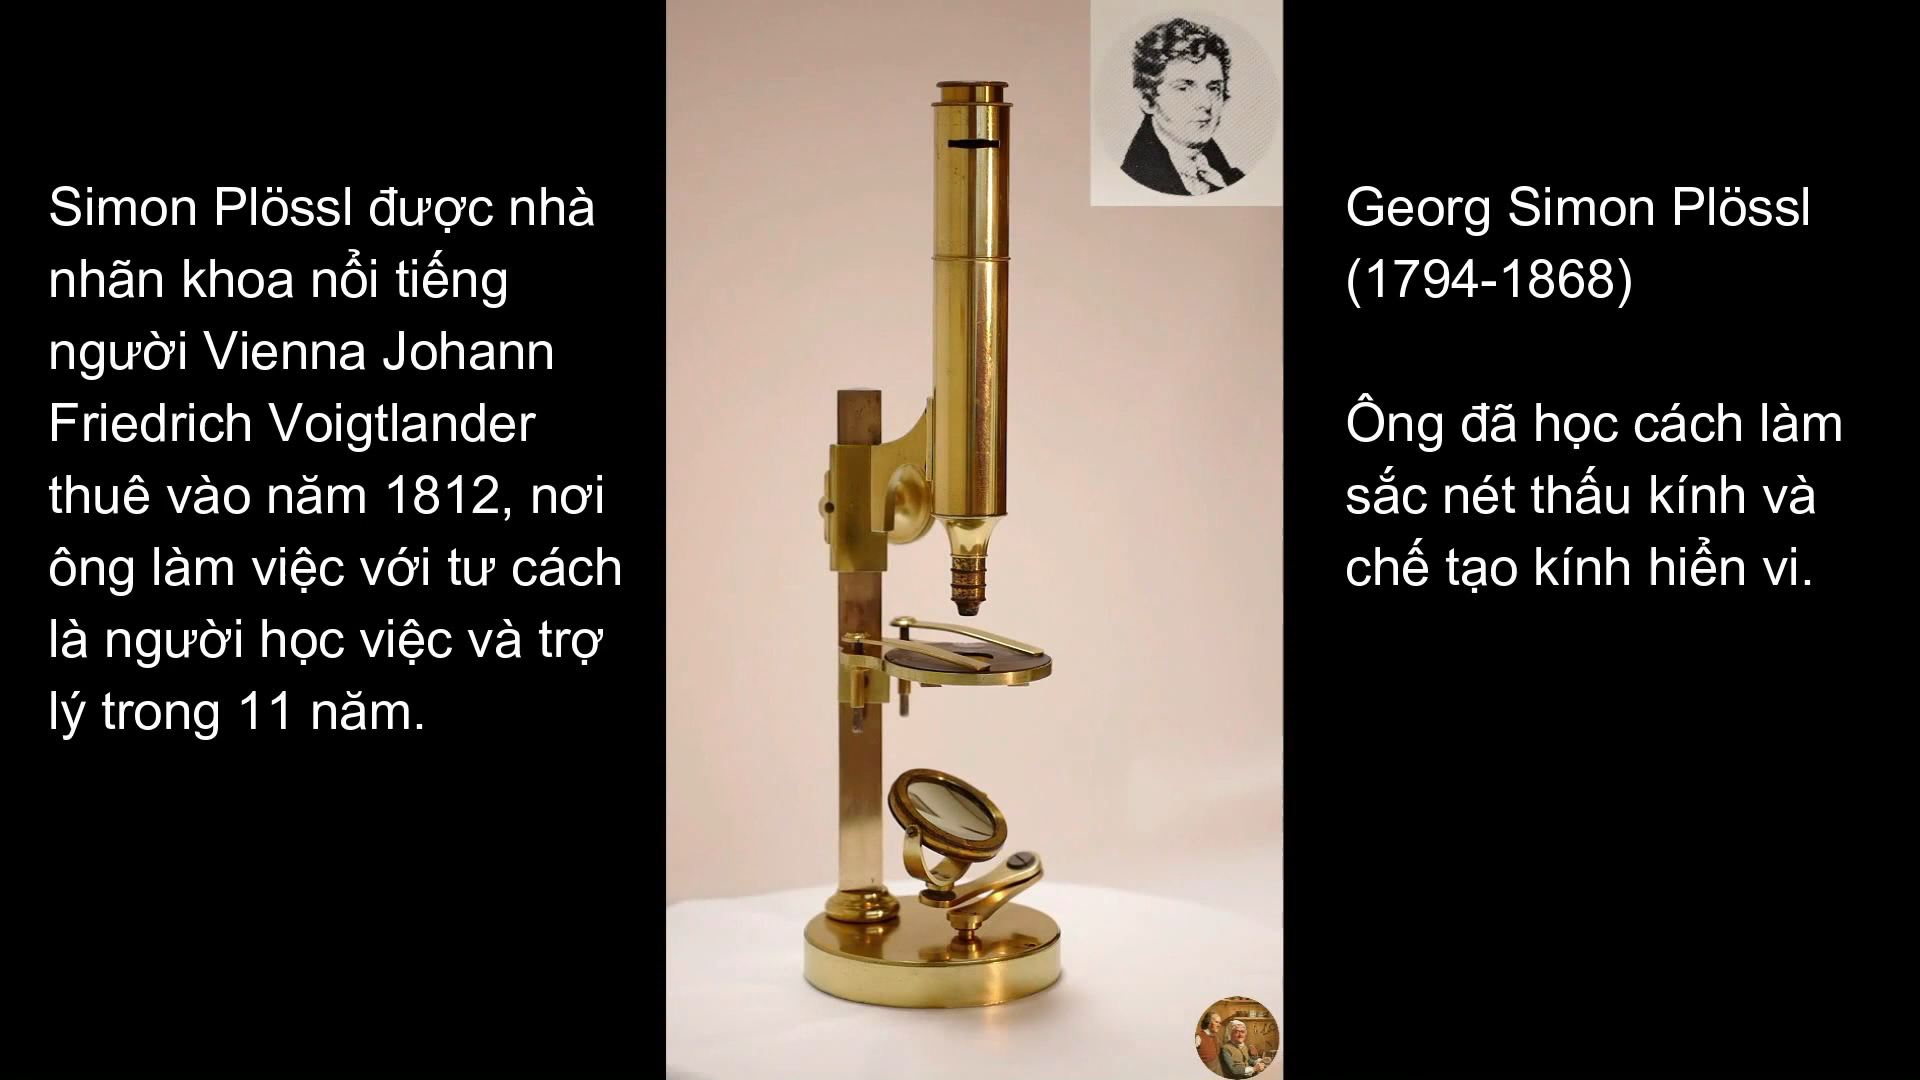 Simon Plössl được nhà
nhãn khoa nổi tiếng
người Vienna Johann
Friedrich Voigtlander
thuê vào năm 1812, nơi
ông làm việc với tư cách
là người học việc và trợ
lý trong 11 năm.
Georg Simon Plössl
(1794-1868)
Ông đã học cách làm
sắc nét thấu kính và
chế tạo kính hiển vi.